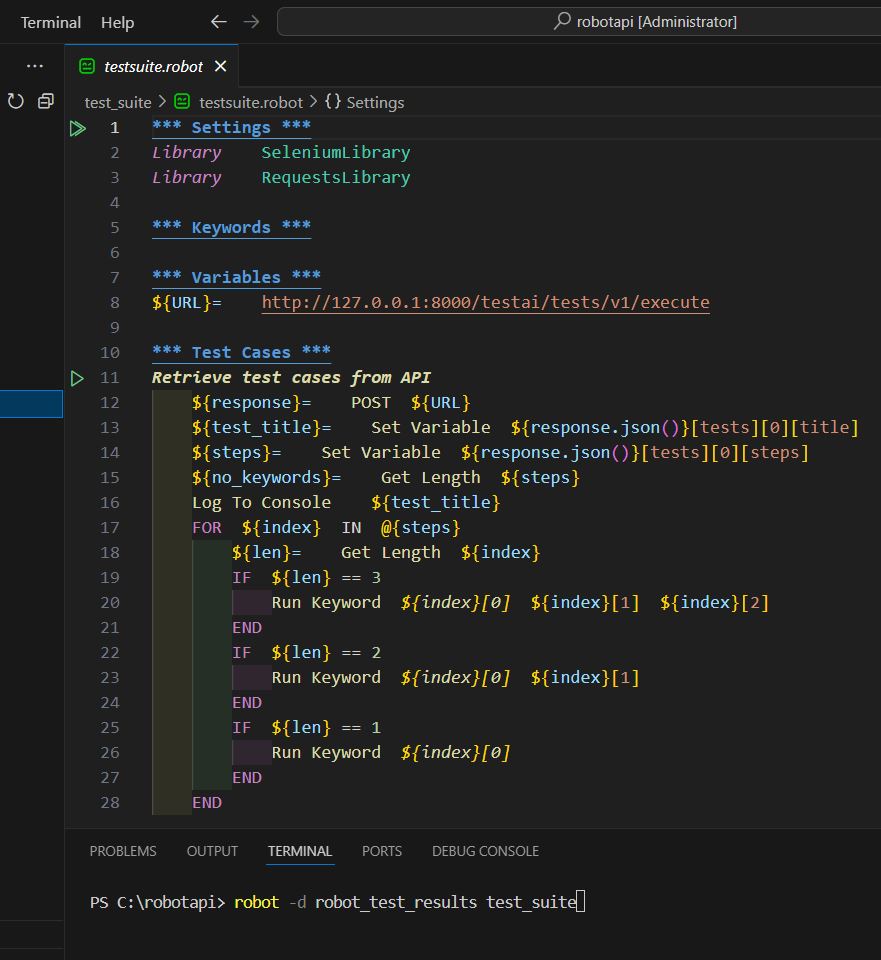 Terminal Help robotapi [Administrator]
testsuite.robot
test_suite > testsuite.robot > {} Settings
1 *** Settings ***
2 Library    SeleniumLibrary
3 Library    RequestsLibrary
4
5 *** Keywords ***
6
7 *** Variables ***
8 ${URL}=    http://127.0.0.1:8000/testai/tests/v1/execute
9
10 *** Test Cases ***
11 Retrieve test cases from API
12     ${response}=    POST  ${URL}
13     ${test_title}=    Set Variable  ${response.json()}[tests][0][title]
14     ${steps}=    Set Variable  ${response.json()}[tests][0][steps]
15     ${no_keywords}=    Get Length  ${steps}
16     Log To Console    ${test_title}
17     FOR  ${index}  IN  @{steps}
18         ${len}=    Get Length  ${index}
19         IF  ${len} == 3
20             Run Keyword  ${index}[0]  ${index}[1]  ${index}[2]
21         END
22         IF  ${len} == 2
23             Run Keyword  ${index}[0]  ${index}[1]
24         END
25         IF  ${len} == 1
26             Run Keyword  ${index}[0]
27         END
28     END
PROBLEMS OUTPUT TERMINAL PORTS DEBUG CONSOLE
PS C:\robotapi> robot -d robot_test_results test_suite